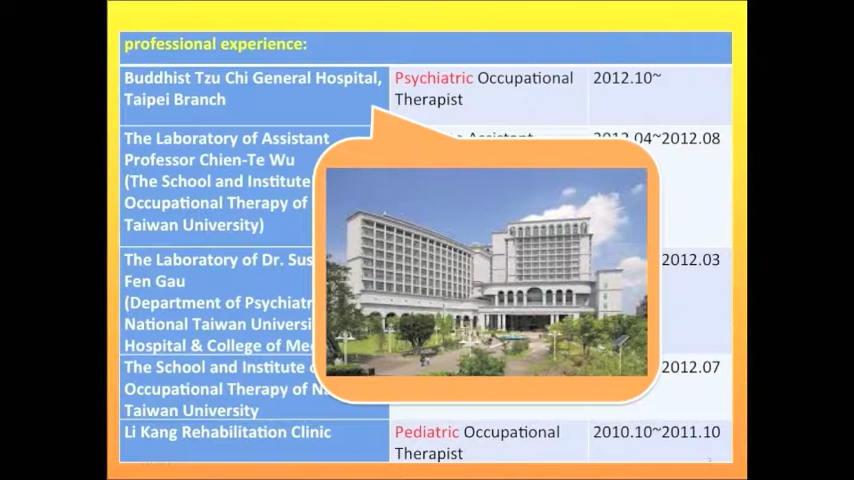 professional experience:
Buddhist Tzu Chi General Hospital,
Taipei Branch
Psychiatric Occupational
Therapist
2012.10~
The Laboratory of Assistant
Professor Chien-Te Wu
(The School and Institute
Occupational Therapy of
Taiwan University)
Assistant
04~2012.08
The Laboratory of Dr. Sus
Fen Gau
(Department of Psychiatr
National Taiwan Universi
Hospital & College of Me
2012.03
The School and Institute
Occupational Therapy of N
Taiwan University
2012.07
Li Kang Rehabilitation Clinic
Pediatric Occupational
Therapist
2010.10~2011.10